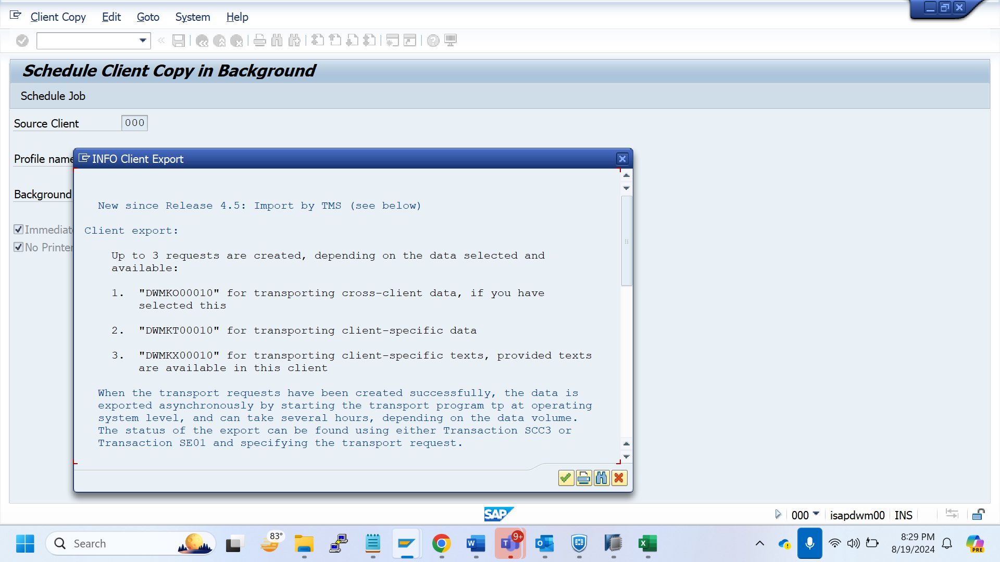 Client Copy Edit Goto System Help
Schedule Client Copy in Background
Schedule Job
Source Client 000
Profile name
INFO Client Export
Background
New since Release 4.5: Import by TMS (see below)
Immediat
Client export:
No Printer
Up to 3 requests are created, depending on the data selected and
available:
1. "DWMKO00010" for transporting cross-client data, if you have
selected this
2. "DWMKT00010" for transporting client-specific data
3. "DWMKX00010" for transporting client-specific texts, provided texts
are available in this client
When the transport requests have been created successfully, the data is
exported asynchronously by starting the transport program tp at operating
system level, and can take several hours, depending on the data volume.
The status of the export can be found using either Transaction SCC3 or
Transaction SE01 and specifying the transport request.
SAP
000 isapdwm00 INS
Search
83°
W
T
9+
O
X
8:29 PM
8/19/2024
PRE